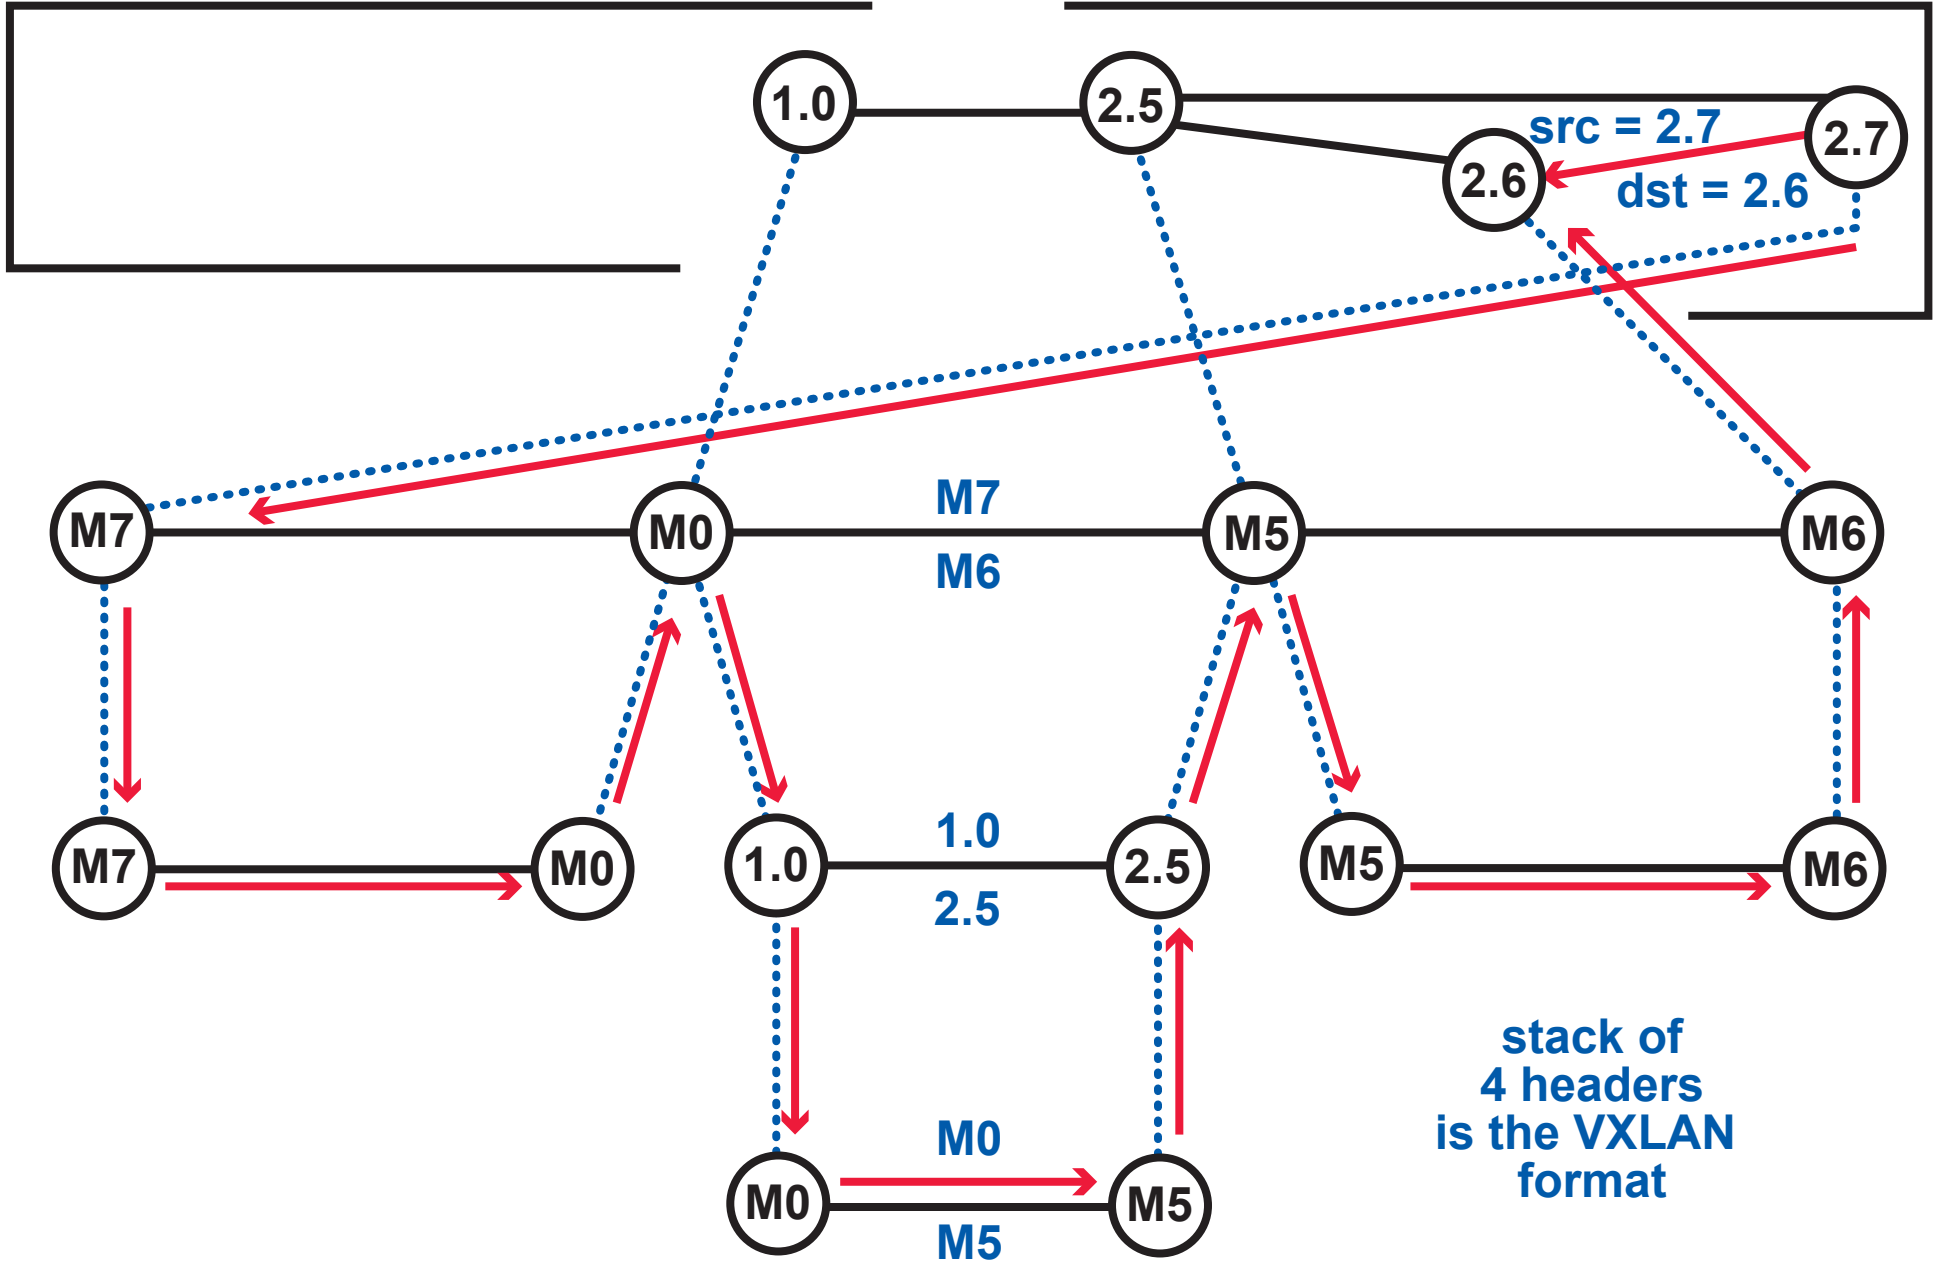 1.0
2.5
src = 2.7
2.7
2.6
dst = 2.6
M7
M0
M7
M6
M5
M6
M7
M0
1.0
1.0
2.5
2.5
M5
M6
stack of
4 headers
is the VXLAN
format
M0
M0
M5
M5